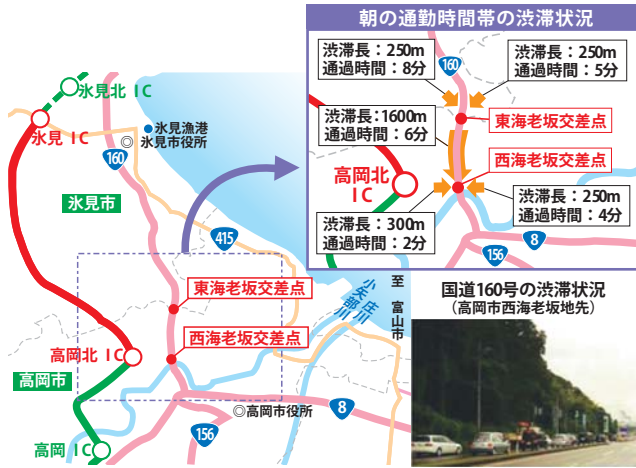 朝の通勤時間帯の渋滞状況
渋滞長：250m
通過時間：8分
160
渋滞長：250m
通過時間：5分
渋滞長：1600m
通過時間：6分
東海老坂交差点
高岡北
IC
西海老坂交差点
渋滞長：300m
通過時間：2分
渋滞長：250m
通過時間：4分
8
156
氷見北 IC
氷見 IC
氷見漁港
氷見市役所
160
氷見市
415
東海老坂交差点
小矢部川
庄川
至 富山市
西海老坂交差点
高岡北 IC
高岡市
高岡市役所
8
156
高岡 IC
国道160号の渋滞状況
（高岡市西海老坂地先）